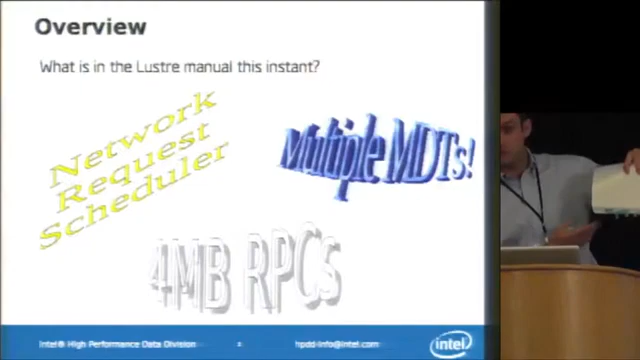 Overview
What is in the Lustre manual this instant?
Network
Request
Scheduler
Multiple MDTs!
4MB RPCs
Intel® High Performance Data Division
hpdd-info@intel.com
intel